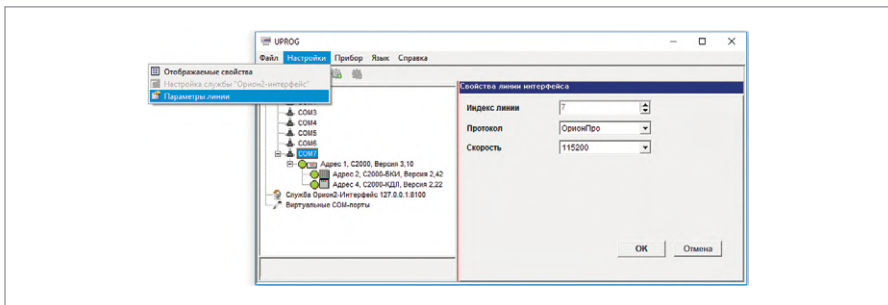 UPROG
Файл Настройки Прибор Язык Справка
Отображаемые свойства
Настройка службы "Орион2-интерфейс"
Параметры линии
COM3
COM4
COM5
COM6
COM7
Адрес 1, С2000, Версия 3,10
Адрес 2, С2000-БКИ, Версия 2,42
Адрес 4, С2000-КДЛ, Версия 2,22
Служба Орион2-Интерфейс 127.0.0.1:8100
Виртуальные COM-порты
Свойства линии интерфейса
Индекс линии 7
Протокол ОрионПро
Скорость 115200
OK Отмена